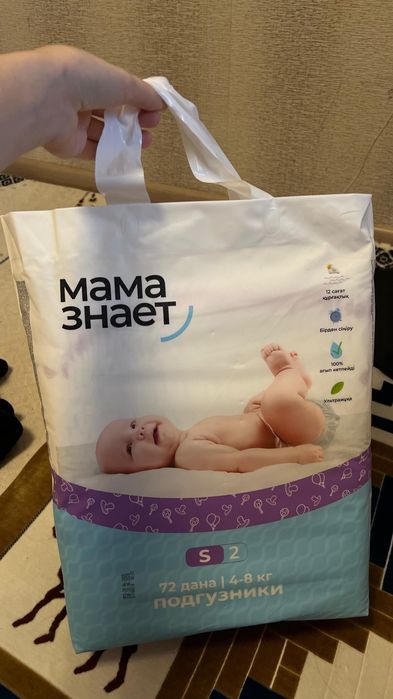 мама
знает
12 сағат
құрғақтық
Бірден сіңіру
100%
ағып кетпейді
Ультражұқа
S 2
72 дана | 4-8 кг
подгузники